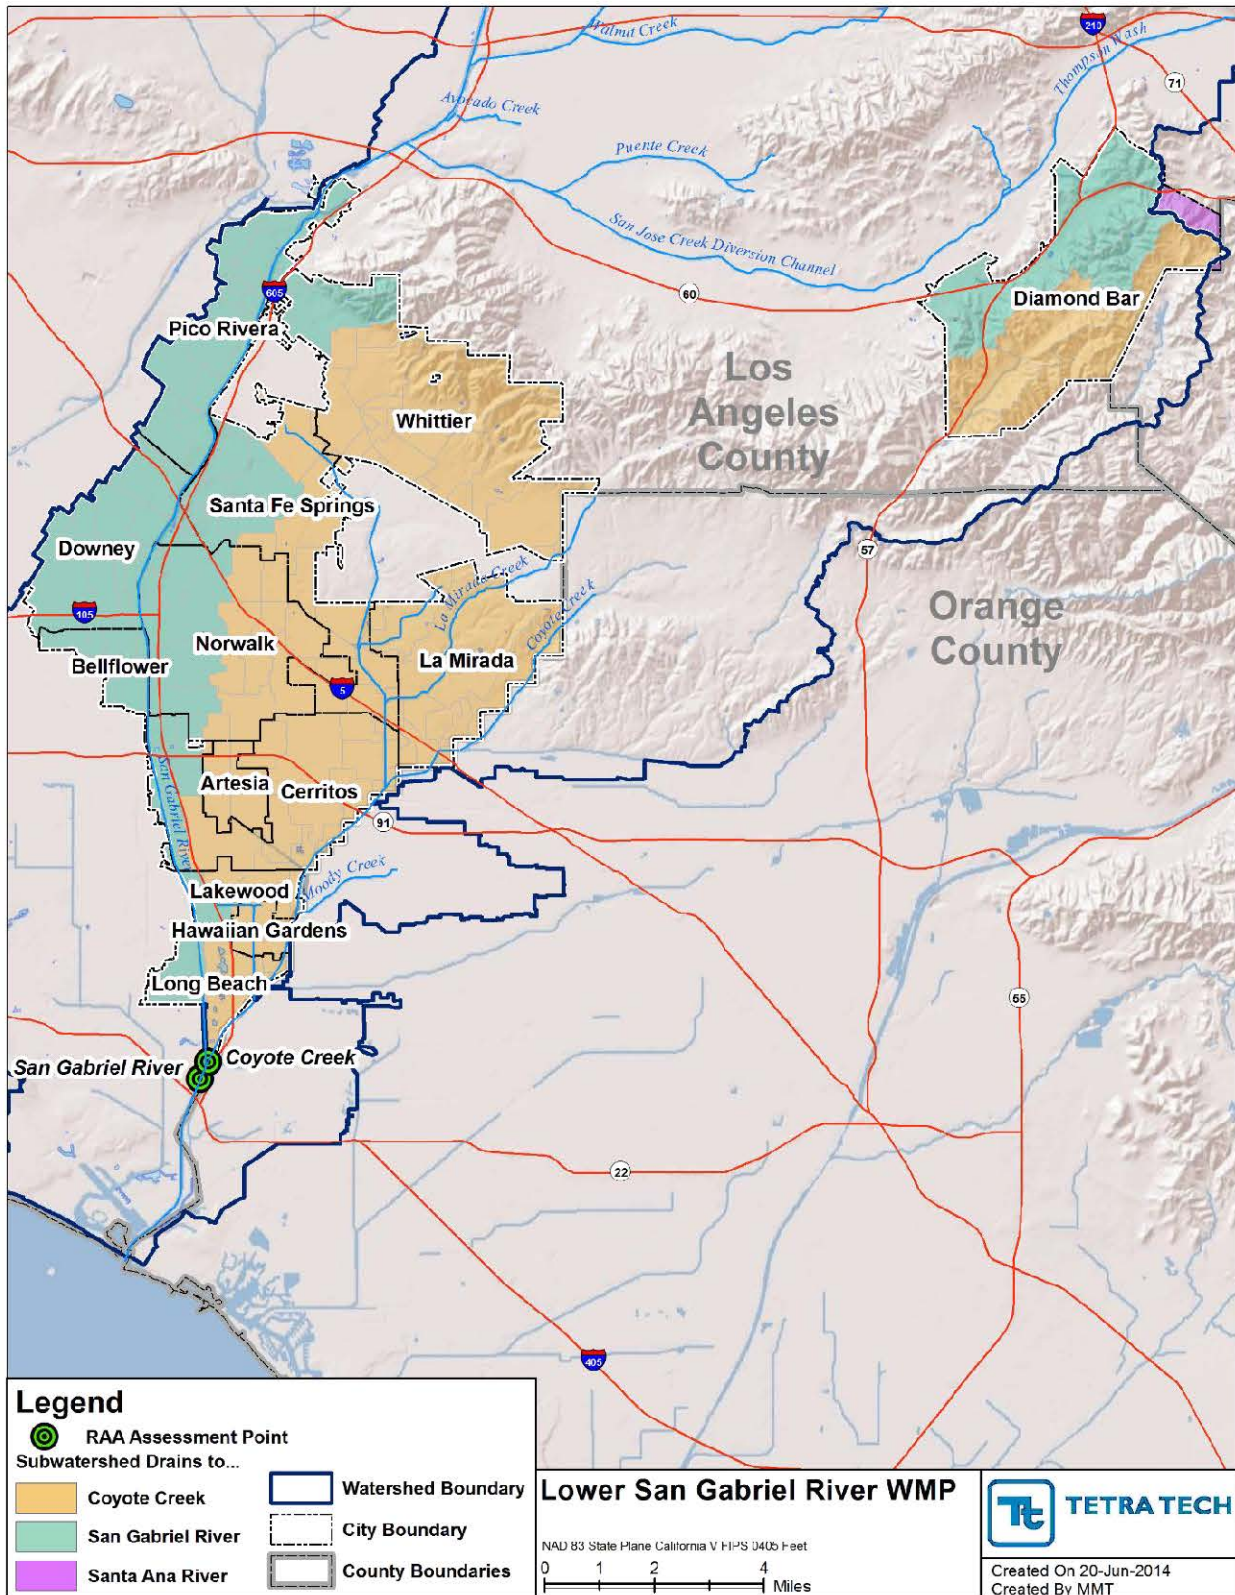 Walnut Creek
210
Thompson Wash
71
Avocado Creek
Puente Creek
San Jose Creek Diversion Channel
605
60
Diamond Bar
Pico Rivera
Los
Angeles
County
Whittier
Santa Fe Springs
Downey
57
La Mirada Creek
Coyote Creek
105
Orange
County
Norwalk
Bellflower
La Mirada
5
San Gabriel River
Artesia
Cerritos
91
Moody Creek
Lakewood
Hawaiian Gardens
Long Beach
55
Coyote Creek
San Gabriel River
22
405
Legend
RAA Assessment Point
Subwatershed Drains to...
Coyote Creek
San Gabriel River
Santa Ana River
Watershed Boundary
City Boundary
County Boundaries
Lower San Gabriel River WMP
NAD 83 State Plane California V FIPS 0405 Feet
0 1 2 4
Miles
Tt
TETRA TECH
Created On 20-Jun-2014
Created By MMT